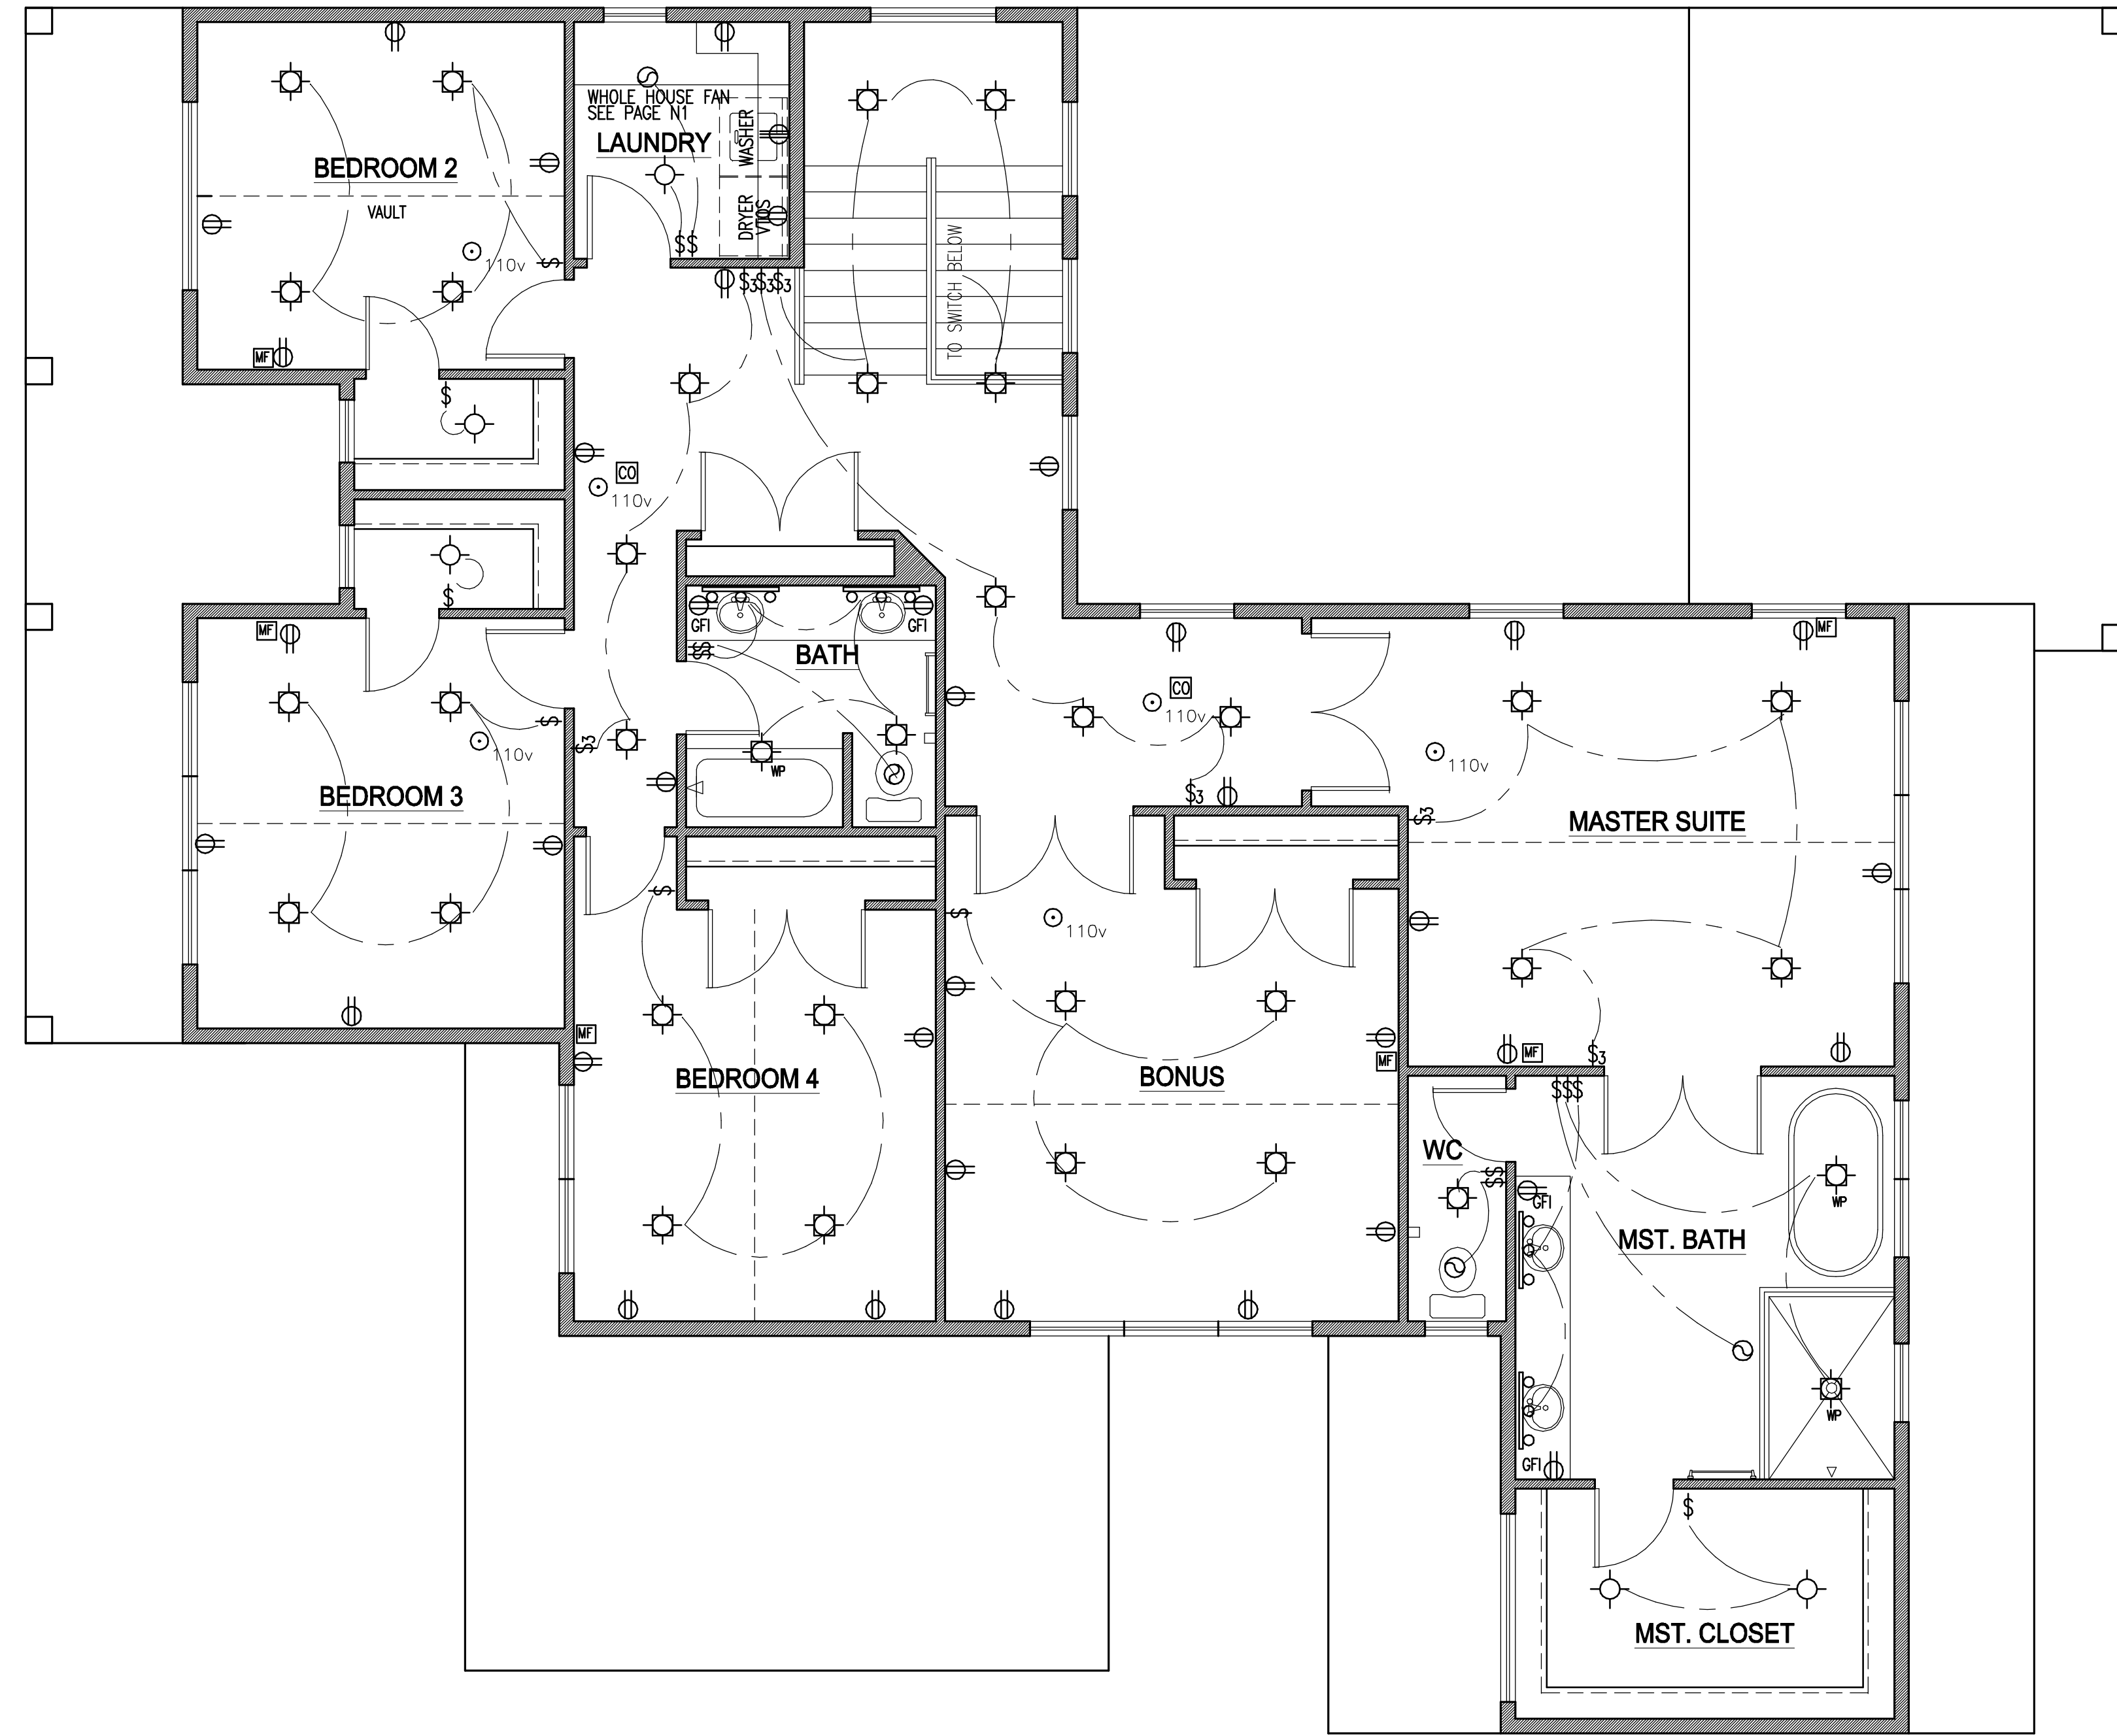 WHOLE HOUSE FAN
SEE PAGE N1
LAUNDRY
WASHER
DRYER
BEDROOM 2
VAULT
110v
$
$$
$3$3$3
TO SWITCH BELOW
MF
$
CO
110v
$
MF
GFI
GFI
$$
BATH
WP
$
110v
$3
BEDROOM 3
CO
110v
$3
MF
110v
$3
MASTER SUITE
$
$
110v
MF
BEDROOM 4
BONUS
MF
MF
$3
$$$
WC
$$
GFI
WP
MST. BATH
WP
GFI
$
MST. CLOSET